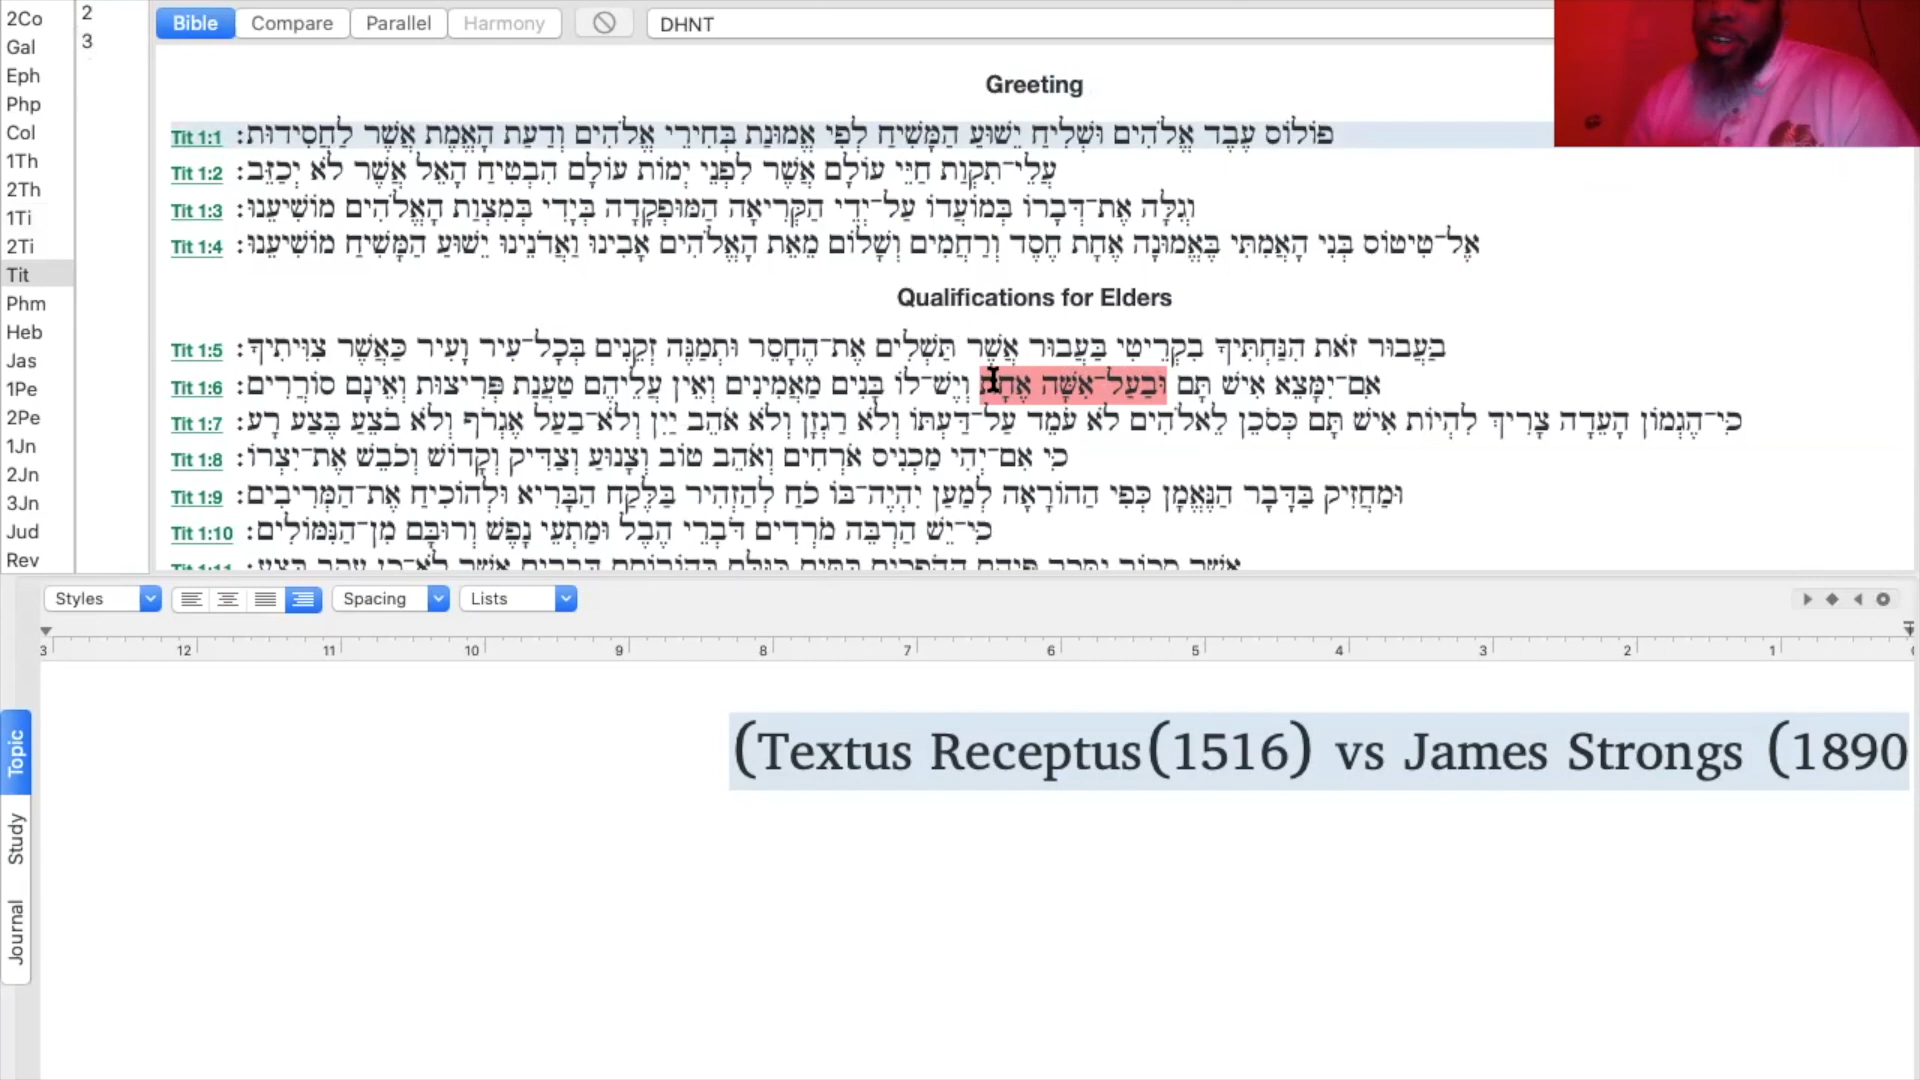 2Co
Gal
Eph
Php
Col
1Th
2Th
1Ti
2Ti
Tit
Phm
Heb
Jas
1Pe
2Pe
1Jn
2Jn
3Jn
Jud
Rev
2
3
Bible Compare Parallel Harmony DHNT
Greeting
Tit 1:1 פּוֹלוֹס עֶבֶד אֱלֹהִים וּשְׁלִיחַ יֵשׁוּעַ הַמָּשִׁיחַ לְפִי אֱמוּנַת בְּחִירֵי אֱלֹהִים וְדַעַת הָאֱמֶת אֲשֶׁר לַחֲסִידוּת׃
Tit 1:2 עֲלֵי־תִקְוַת חַיֵּי עוֹלָם אֲשֶׁר לִפְנֵי יְמוֹת עוֹלָם הִבְטִיחַ הָאֵל אֲשֶׁר לֹא יְכַזֵּב׃
Tit 1:3 וְגִלָּה אֶת־דְּבָרוֹ בְּמוֹעֲדוֹ עַל־יְדֵי הַקְּרִיאָה הַמּוּפְקָדָה בְּיָדִי בְּמִצְוַת הָאֱלֹהִים מוֹשִׁיעֵנוּ׃
Tit 1:4 אֶל־טִיטוֹס בְּנִי הָאֲמִתִּי בֶּאֱמוּנָה אֶחָת חֶסֶד וְרַחֲמִים וְשָׁלוֹם מֵאֵת הָאֱלֹהִים אָבִינוּ וַאֲדֹנֵינוּ יֵשׁוּעַ הַמָּשִׁיחַ מוֹשִׁיעֵנוּ׃
Qualifications for Elders
Tit 1:5 בַּעֲבוּר זֹאת הִנַּחְתִּיךָ בִקְרֵיטִי בַּעֲבוּר אֲשֶׁר תַּשְׁלִים אֶת־הֶחָסֵר וּתְמַנֶּה זְקֵנִים בְּכָל־עִיר וָעִיר כַּאֲשֶׁר צִוִּיתִיךָ׃
Tit 1:6 אִם־יִמָּצֵא אִישׁ תָּם וּבַעַל־אִשָּׁה אֶחָת וְיֶשׁ־לוֹ בָּנִים מַאֲמִינִים וְאֵין עֲלֵיהֶם טַעֲנַת פְּרִיצוּת וְאֵינָם סוֹרֲרִים׃
Tit 1:7 כִּי־הֶגְמוֹן הָעֵדָה צָרִיךְ לִהְיוֹת אִישׁ תָּם כְּסֹכֵן לֵאלֹהִים לֹא עֹמֵד עַל־דַּעְתּוֹ וְלֹא רַגְזָן וְלֹא אֹהֵב יַיִן וְלֹא־בַעַל אֶגְרֹף וְלֹא בֹצֵעַ בֶּצַע רָע׃
Tit 1:8 כִּי אִם־יְהִי מַכְנִיס אֹרְחִים וְאֹהֵב טוֹב וְצָנוּעַ וְצַדִּיק וְקָדוֹשׁ וְכֹבֵשׁ אֶת־יִצְרוֹ׃
Tit 1:9 וּמַחֲזִיק בַּדָּבָר הַנֶּאֱמָן כְּפִי הַהוֹרָאָה לְמַעַן יִהְיֶה־בּוֹ כֹחַ לְהַזְהִיר בַּלֶּקַח הַבָּרִיא וּלְהוֹכִיחַ אֶת־הַמְּרִיבִים׃
Tit 1:10 כִּי־יֵשׁ הַרְבֵּה מֹרְדִים דֹּבְרֵי הֶבֶל וּמַתְעֵי נָפֶשׁ וְרוּבָּם מִן־הַנִּמּוֹלִים׃
Styles Spacing Lists
3 12 11 10 9 8 7 6 5 4 3 2 1
Topic
Study
Journal
(Textus Receptus(1516) vs James Strongs (1890